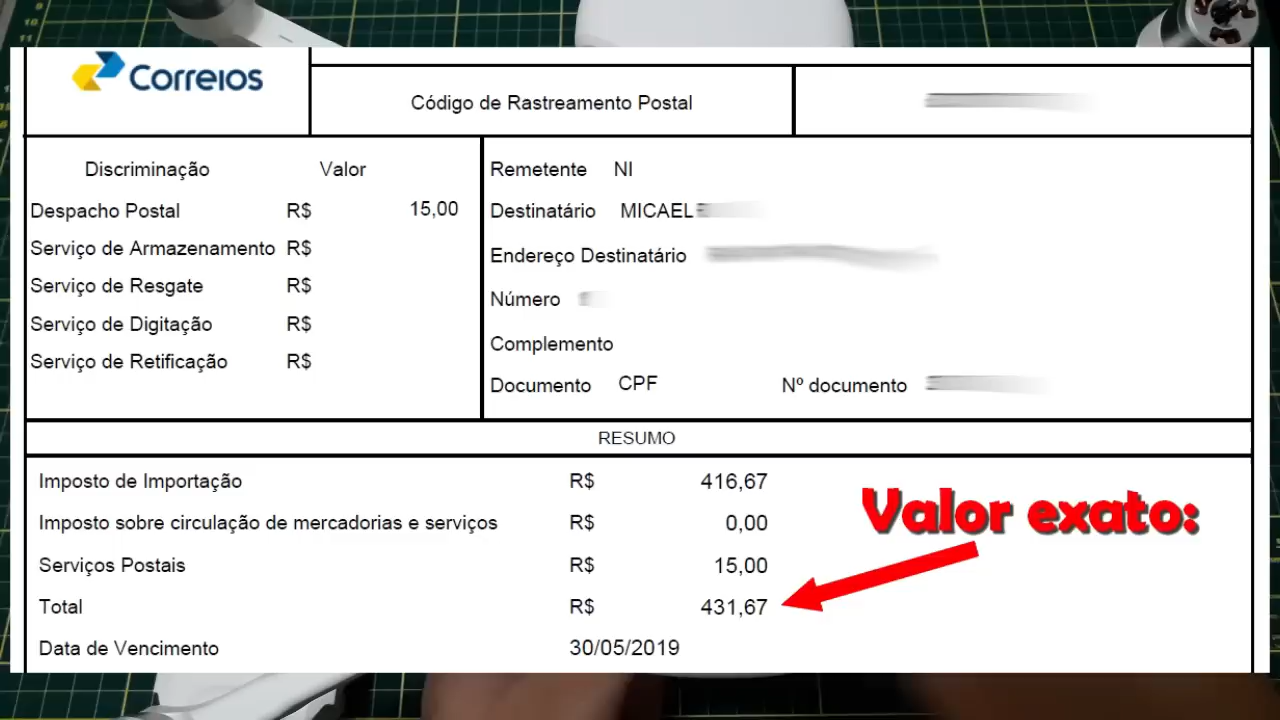 Correios
Código de Rastreamento Postal
Discriminação Valor
Despacho Postal R$ 15,00
Serviço de Armazenamento R$
Serviço de Resgate R$
Serviço de Digitação R$
Serviço de Retificação R$
Remetente NI
Destinatário MICAEL
Endereço Destinatário
Número
Complemento
Documento CPF Nº documento
RESUMO
Imposto de Importação R$ 416,67
Imposto sobre circulação de mercadorias e serviços R$ 0,00
Serviços Postais R$ 15,00
Total R$ 431,67
Data de Vencimento 30/05/2019
Valor exato: